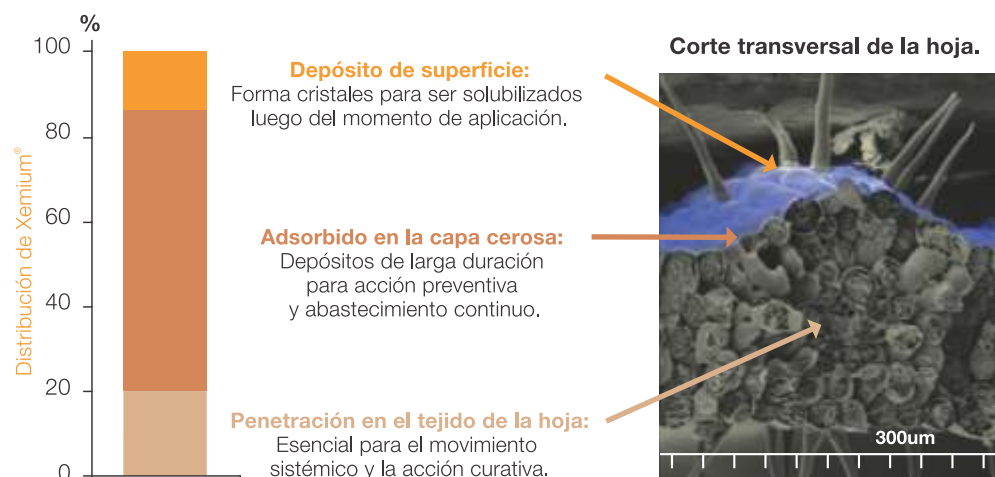 %
100
80
60
40
20
0
Distribución de Xemium®
Depósito de superficie:
Forma cristales para ser solubilizados
luego del momento de aplicación.
Adsorbido en la capa cerosa:
Depósitos de larga duración
para acción preventiva
y abastecimiento continuo.
Penetración en el tejido de la hoja:
Esencial para el movimiento
sistémico y la acción curativa.
Corte transversal de la hoja.
300um